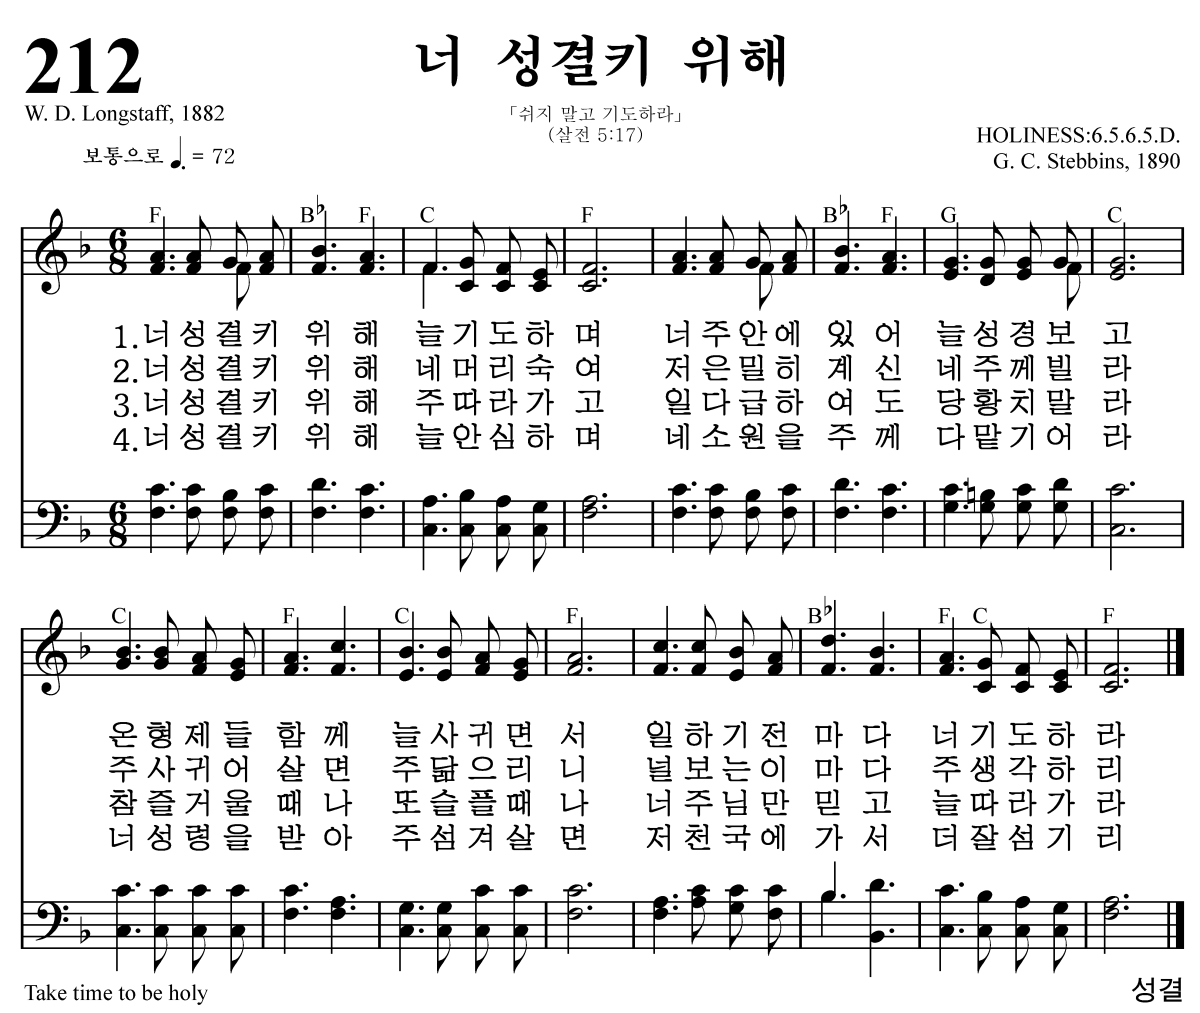 212
너 성결키 위해
W. D. Longstaff, 1882
「쉬지 말고 기도하라」
(살전 5:17)
HOLINESS:6.5.6.5.D.
G. C. Stebbins, 1890
보통으로 ♩. = 72
F B♭ F C F F B♭ F G C
6/8
1.너 성 결 키 위 해 늘 기 도 하 며 너 주 안 에 있 어 늘 성 경 보 고
2.너 성 결 키 위 해 네 머 리 숙 여 저 은 밀 히 계 신 네 주 께 빌 라
3.너 성 결 키 위 해 주 따 라 가 고 일 다 급 하 여 도 당 황 치 말 라
4.너 성 결 키 위 해 늘 안 심 하 며 네 소 원 을 주 께 다 맡 기 어 라
6/8
C F C F B♭ F C F
온 형 제 들 함 께 늘 사 귀 면 서 일 하 기 전 마 다 너 기 도 하 라
주 사 귀 어 살 면 주 닮 으 리 니 널 보 는 이 마 다 주 생 각 하 리
참 즐 거 울 때 나 또 슬 플 때 나 너 주 님 만 믿 고 늘 따 라 가 라
너 성 령 을 받 아 주 섬 겨 살 면 저 천 국 에 가 서 더 잘 섬 기 리
Take time to be holy
성결